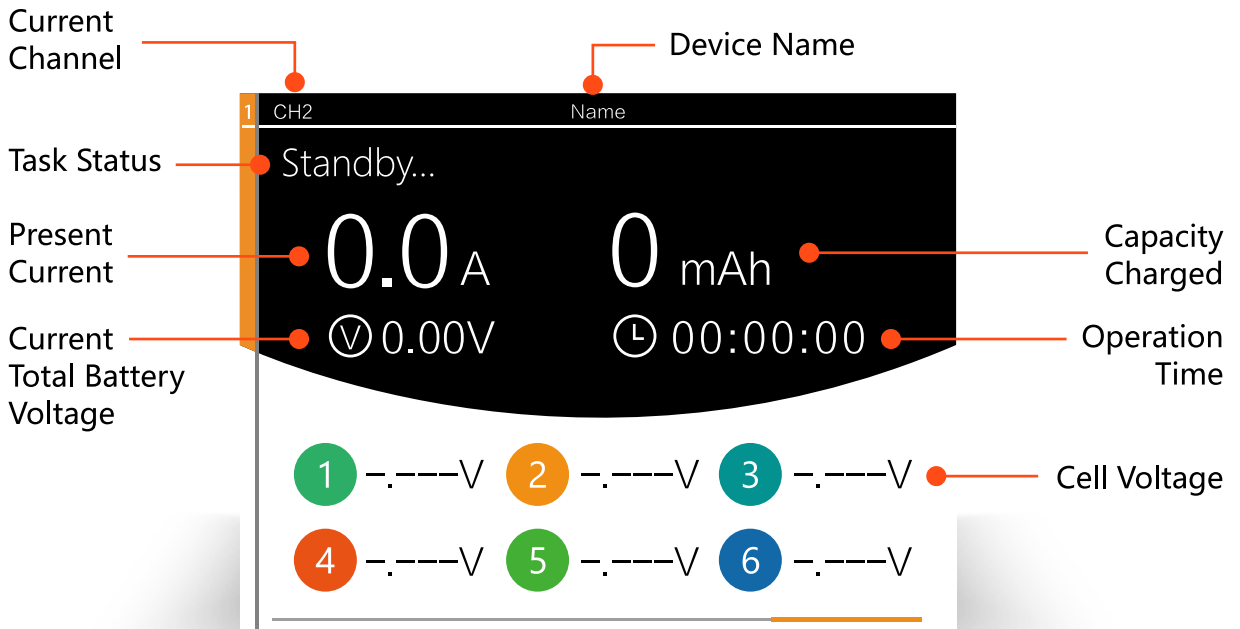 Current
Channel
Device Name
1 CH2 Name
Task Status
Standby...
Present
Current
0.0 A 0 mAh
Capacity
Charged
Current
Total Battery
Voltage
V 0.00V 00:00:00
Operation
Time
1 -.---V 2 -.---V 3 -.---V
Cell Voltage
4 -.---V 5 -.---V 6 -.---V